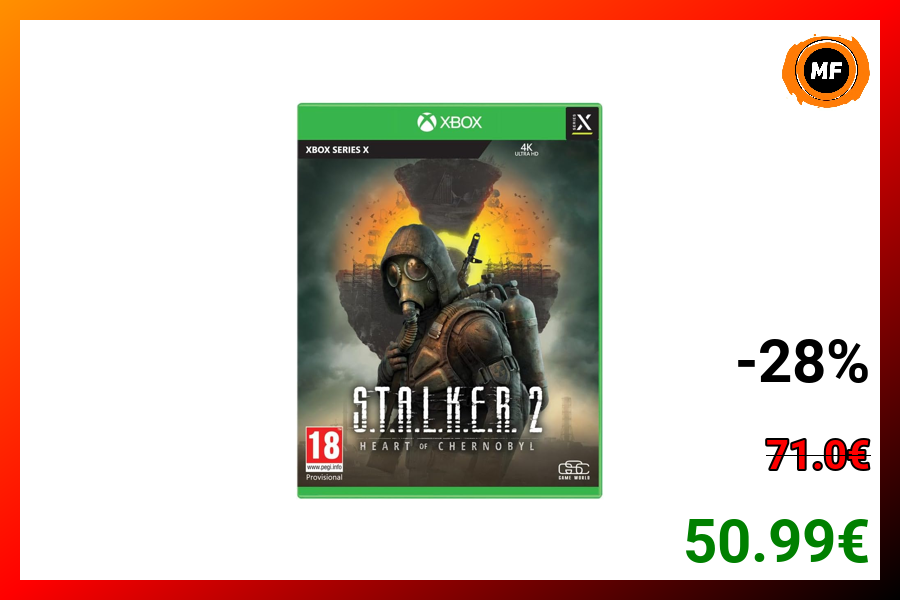 MF
XBOX
SERIES X
XBOX SERIES X
4K
ULTRA HD
-28%
S.T.A.L.K.E.R. 2
HEART OF CHERNOBYL
18
www.pegi.info
Provisional
GSC
GAME WORLD
71.0€
50.99€